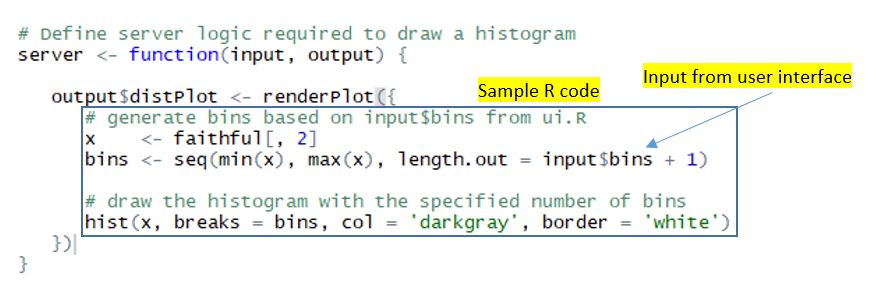 # Define server logic required to draw a histogram
server <- function(input, output) {
Input from user interface
output$distPlot <- renderPlot({
Sample R code
# generate bins based on input$bins from ui.R
x    <- faithful[, 2]
bins <- seq(min(x), max(x), length.out = input$bins + 1)
# draw the histogram with the specified number of bins
hist(x, breaks = bins, col = 'darkgray', border = 'white')
})
}